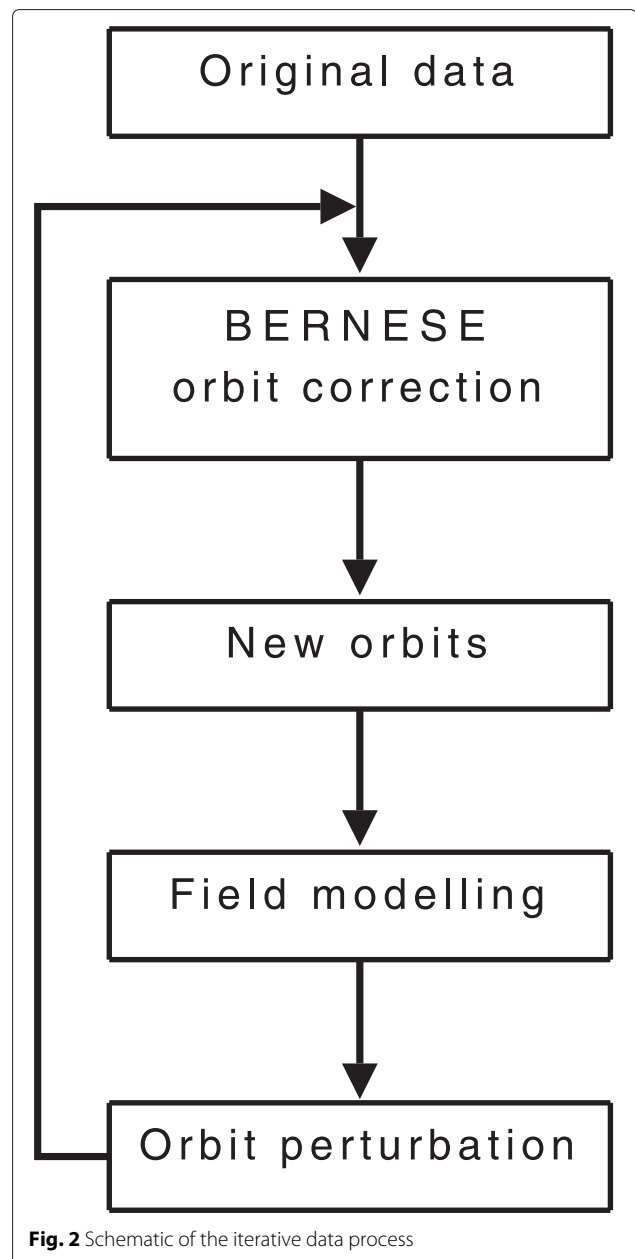 Original data
BERNESE
orbit correction
New orbits
Field modelling
Orbit perturbation
Fig. 2 Schematic of the iterative data process